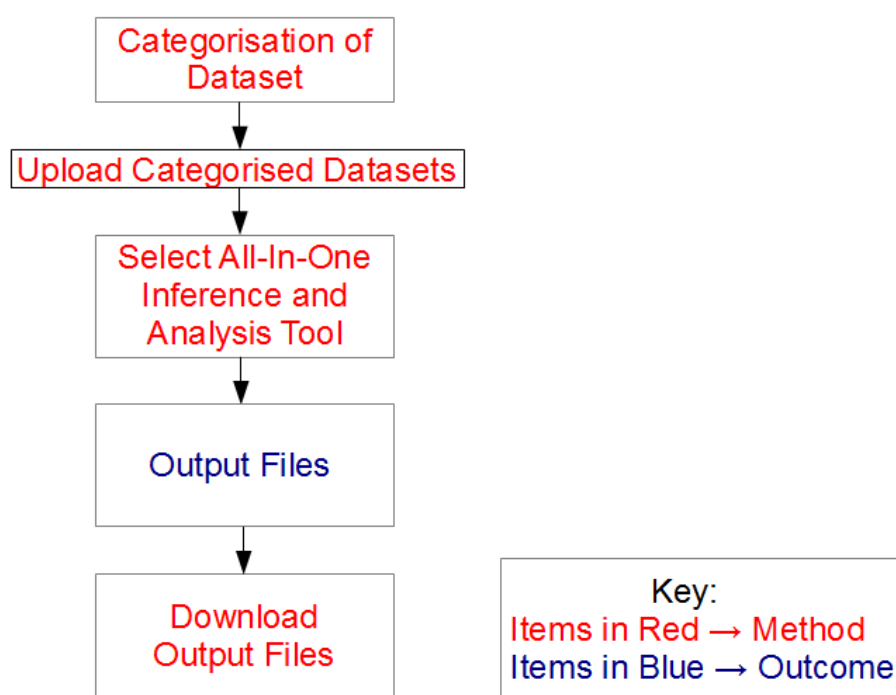 Categorisation of
Dataset
Upload Categorised Datasets
Select All-In-One
Inference and
Analysis Tool
Output Files
Download
Output Files
Key:
Items in Red → Method
Items in Blue → Outcome